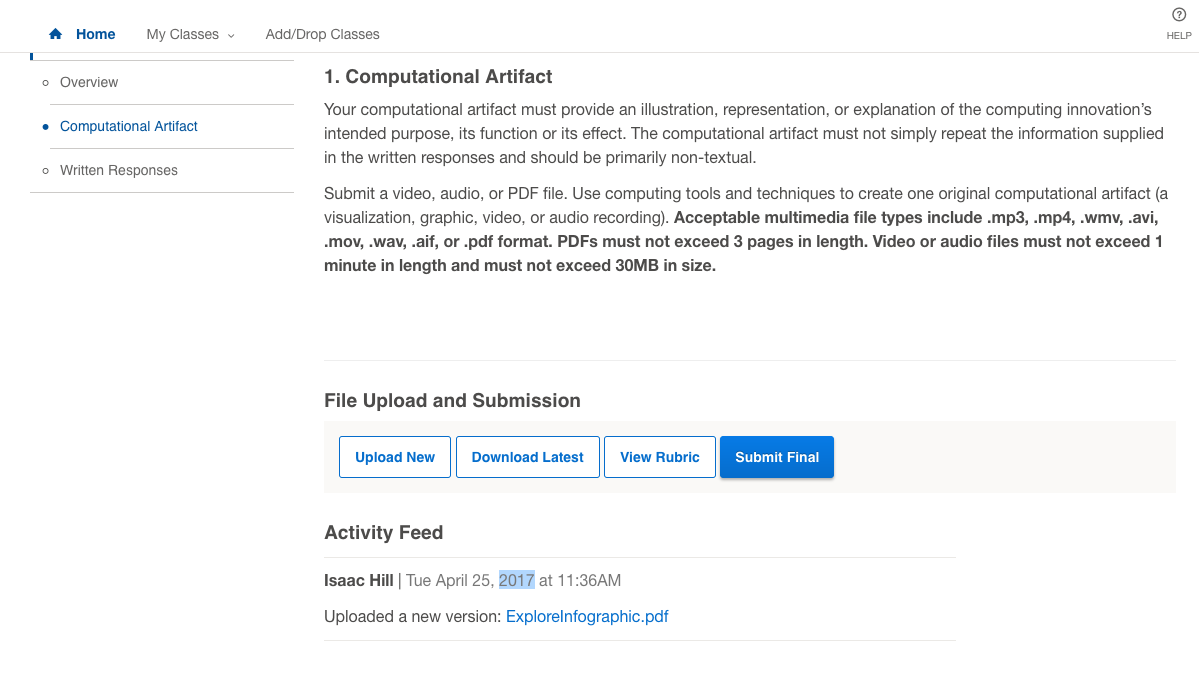 Home My Classes Add/Drop Classes
HELP
Overview
Computational Artifact
Written Responses
1. Computational Artifact
Your computational artifact must provide an illustration, representation, or explanation of the computing innovation’s
intended purpose, its function or its effect. The computational artifact must not simply repeat the information supplied
in the written responses and should be primarily non-textual.
Submit a video, audio, or PDF file. Use computing tools and techniques to create one original computational artifact (a
visualization, graphic, video, or audio recording). Acceptable multimedia file types include .mp3, .mp4, .wmv, .avi,
.mov, .wav, .aif, or .pdf format. PDFs must not exceed 3 pages in length. Video or audio files must not exceed 1
minute in length and must not exceed 30MB in size.
File Upload and Submission
Upload New Download Latest View Rubric Submit Final
Activity Feed
Isaac Hill | Tue April 25, 2017 at 11:36AM
Uploaded a new version: ExploreInfographic.pdf